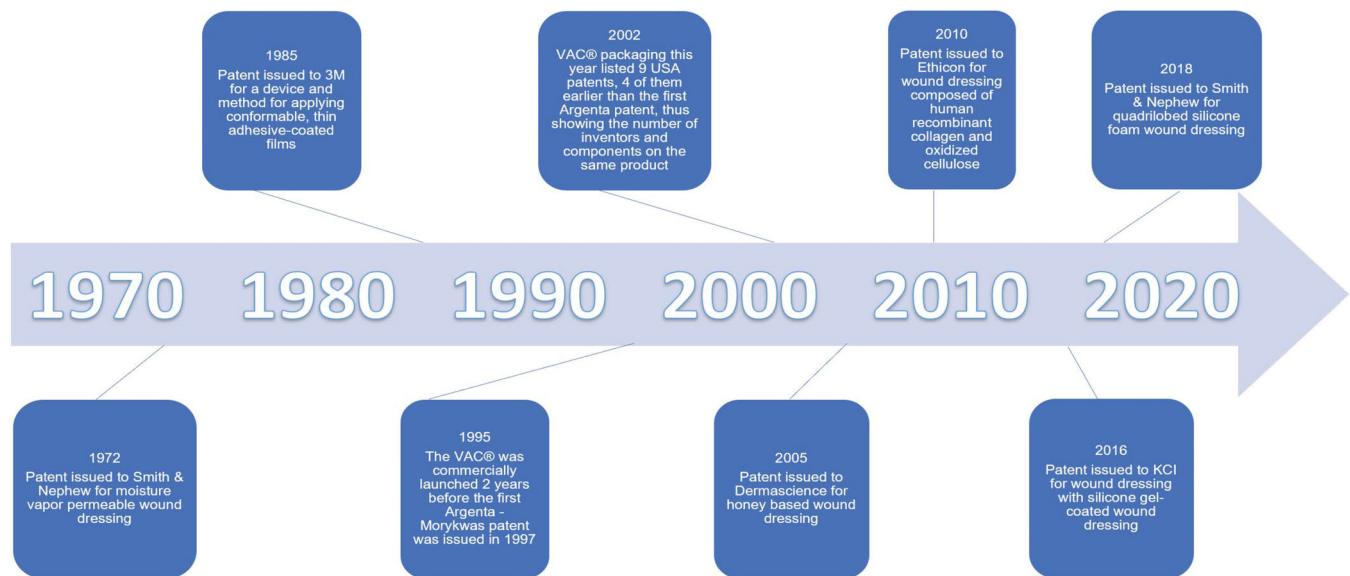 1985
Patent issued to 3M
for a device and
method for applying
conformable, thin
adhesive-coated
films
2002
VAC® packaging this
year listed 9 USA
patents, 4 of them
earlier than the first
Argenta patent, thus
showing the number of
inventors and
components on the
same product
2010
Patent issued to
Ethicon for
wound dressing
composed of
human
recombinant
collagen and
oxidized
cellulose
2018
Patent issued to Smith
& Nephew for
quadrilobed silicone
foam wound dressing
1970 1980 1990 2000 2010 2020
1972
Patent issued to Smith &
Nephew for moisture
vapor permeable wound
dressing
1995
The VAC® was
commercially
launched 2 years
before the first
Argenta -
Morykwas patent
was issued in 1997
2005
Patent issued to
Dermascience for
honey based wound
dressing
2016
Patent issued to KCI
for wound dressing
with silicone gel-
coated wound
dressing